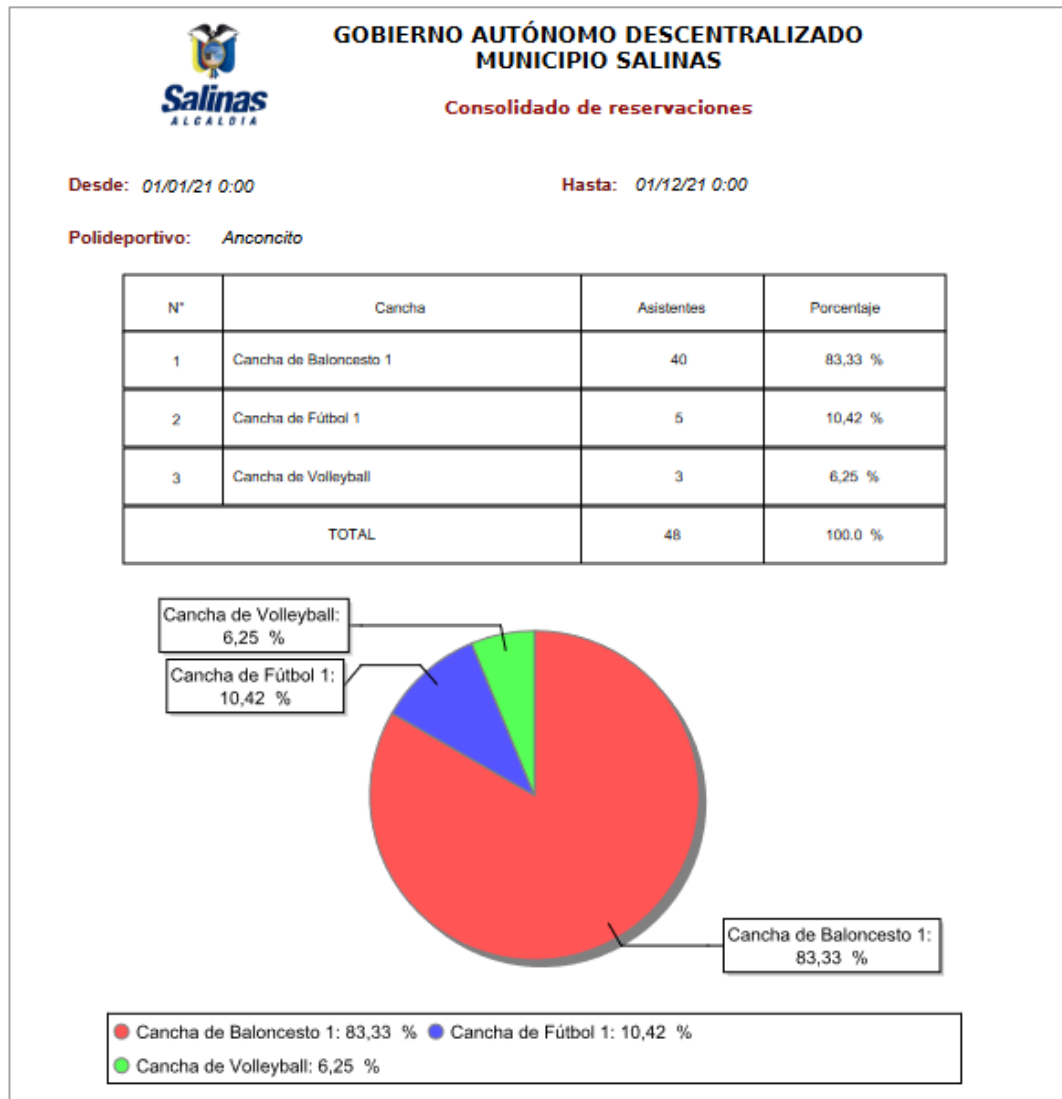 GOBIERNO AUTÓNOMO DESCENTRALIZADO
MUNICIPIO SALINAS
Salinas
ALCALDIA
Consolidado de reservaciones
Desde: 01/01/21 0:00 Hasta: 01/12/21 0:00
Polideportivo: Anconcito
N° Cancha Asistentes Porcentaje
1 Cancha de Baloncesto 1 40 83,33 %
2 Cancha de Fútbol 1 5 10,42 %
3 Cancha de Volleyball 3 6,25 %
TOTAL 48 100.0 %
Cancha de Volleyball:
6,25 %
Cancha de Fútbol 1:
10,42 %
Cancha de Baloncesto 1:
83,33 %
Cancha de Baloncesto 1: 83,33 % Cancha de Fútbol 1: 10,42 %
Cancha de Volleyball: 6,25 %